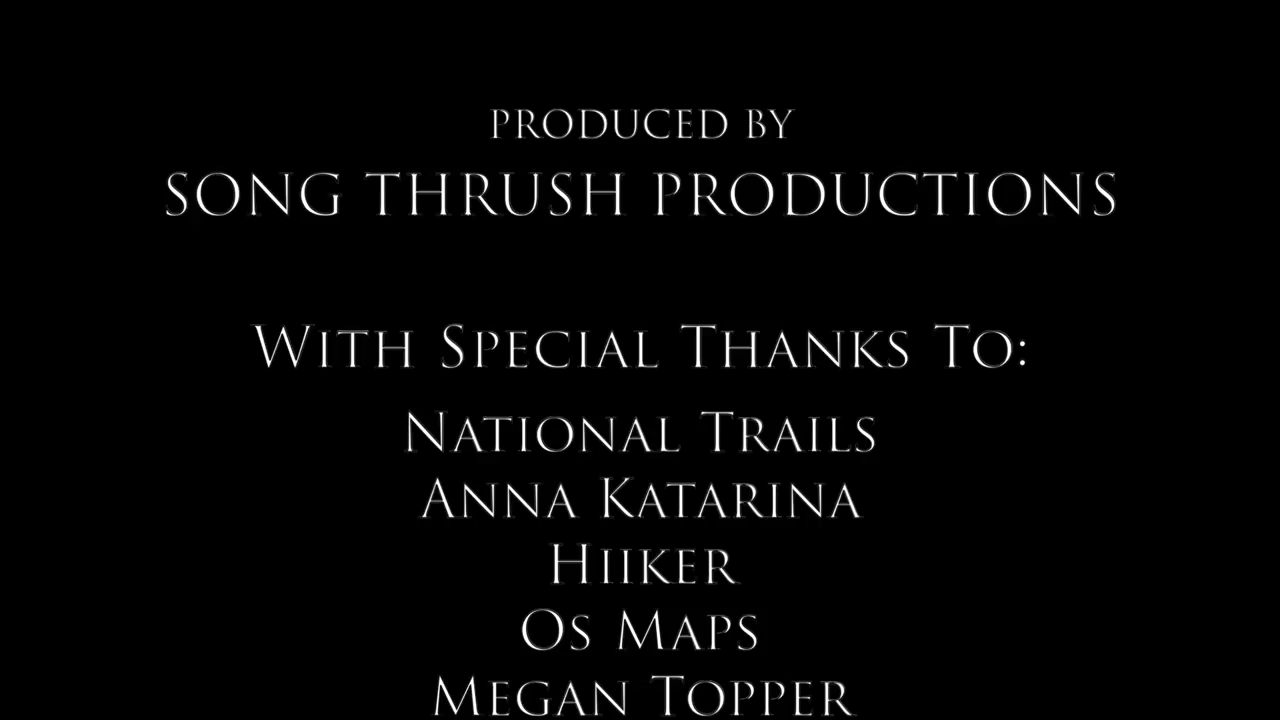 PRODUCED BY
SONG THRUSH PRODUCTIONS
WITH SPECIAL THANKS TO:
NATIONAL TRAILS
ANNA KATARINA
HIIKER
OS MAPS
MEGAN TOPPER